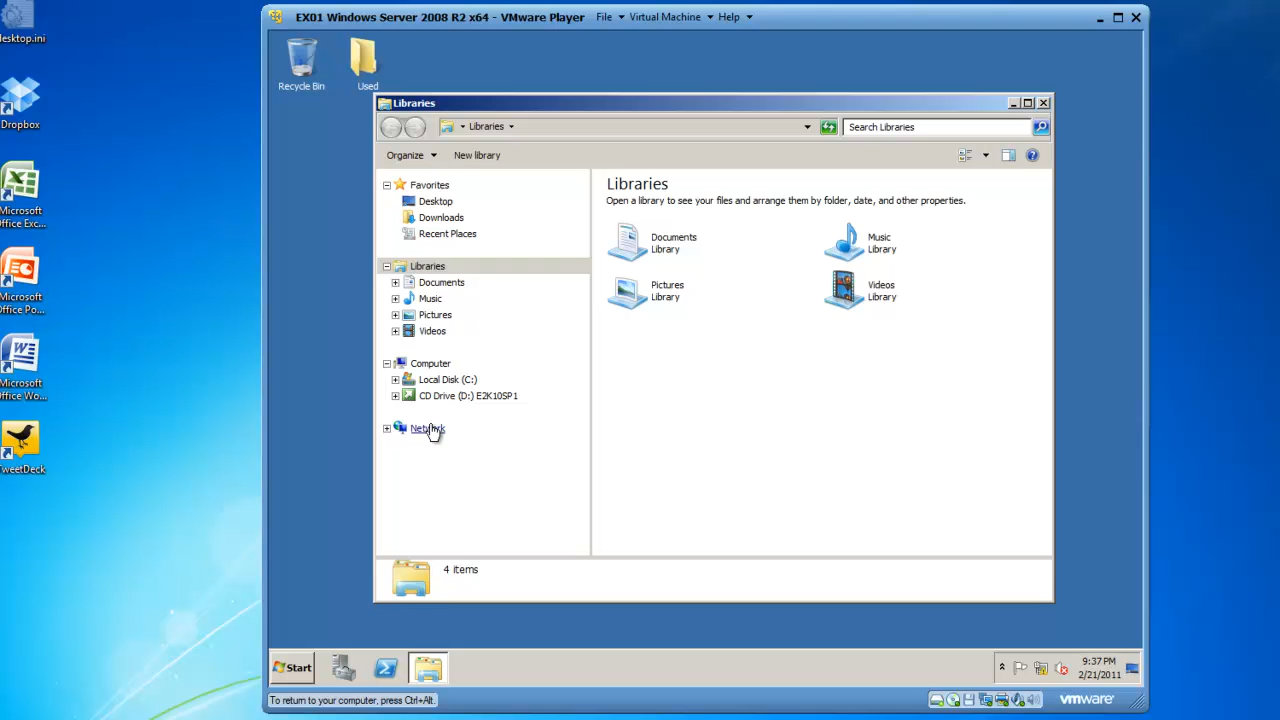 desktop.ini
Dropbox
Microsoft
Office Exc...
Microsoft
Office Po...
Microsoft
Office Wo...
TweetDeck
EX01 Windows Server 2008 R2 x64 - VMware Player File Virtual Machine Help
Recycle Bin
Used
Libraries
Libraries
Search Libraries
Organize
New library
Favorites
Desktop
Downloads
Recent Places
Libraries
Documents
Music
Pictures
Videos
Computer
Local Disk (C:)
CD Drive (D:) E2K10SP1
Network
Libraries
Open a library to see your files and arrange them by folder, date, and other properties.
Documents
Library
Music
Library
Pictures
Library
Videos
Library
4 items
Start
9:37 PM
2/21/2011
To return to your computer, press Ctrl+Alt.
vmware